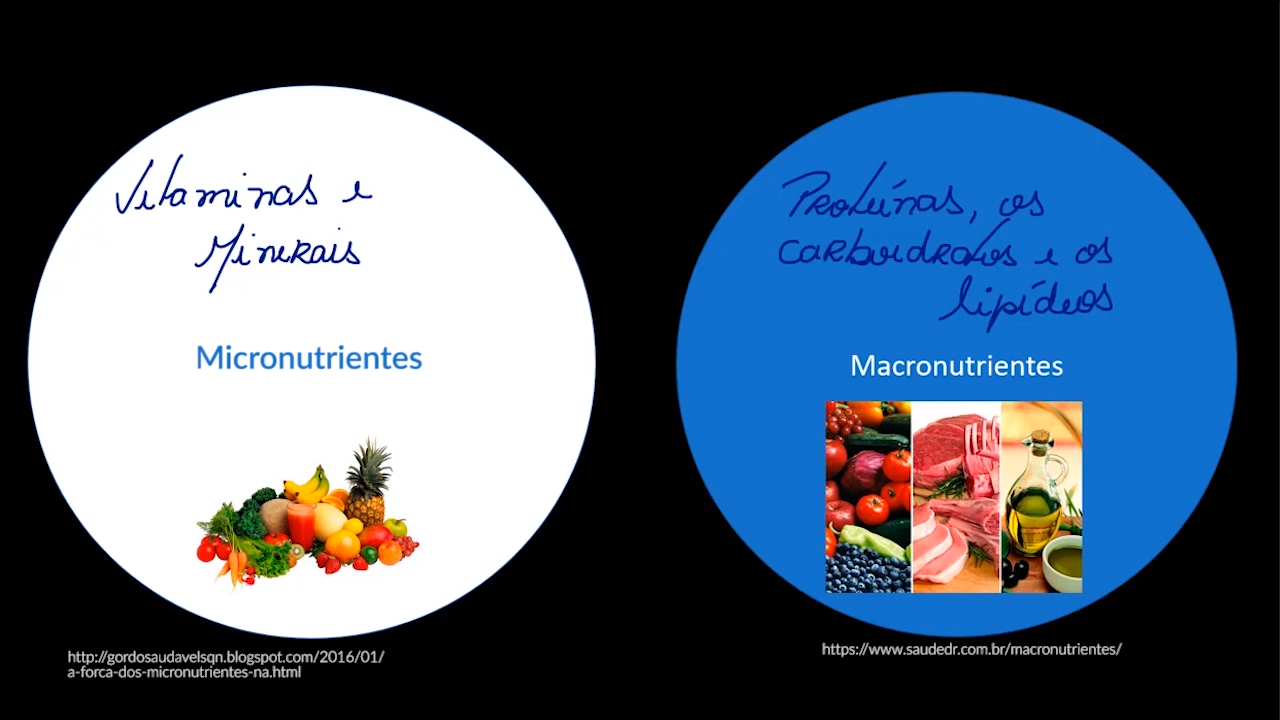 Vitaminas e
Minerais
Micronutrientes
http://gordosaudavelsqn.blogspot.com/2016/01/
a-forca-dos-micronutrientes-na.html
Proteínas, os
carboidratos e os
lipídeos
Macronutrientes
https://www.saudedr.com.br/macronutrientes/